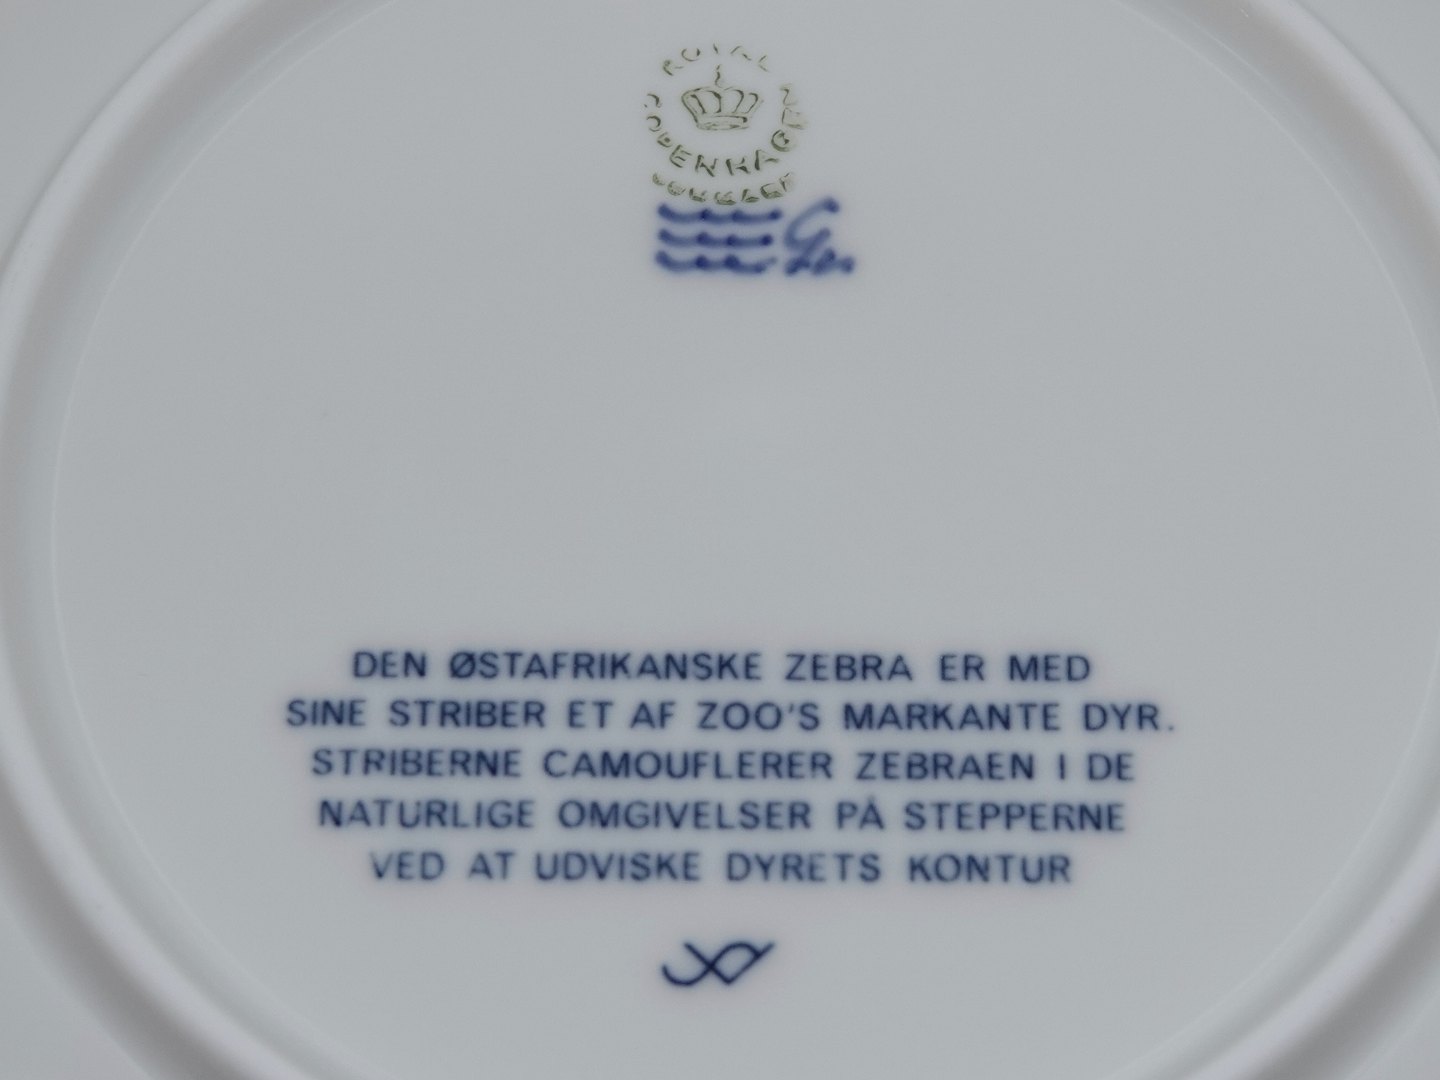 ROYAL
COPENHAGEN
DEN ØSTAFRIKANSKE ZEBRA ER MED
SINE STRIBER ET AF ZOO'S MARKANTE DYR.
STRIBERNE CAMOUFLERER ZEBRAEN I DE
NATURLIGE OMGIVELSER PÅ STEPPERNE
VED AT UDVISKE DYRETS KONTUR